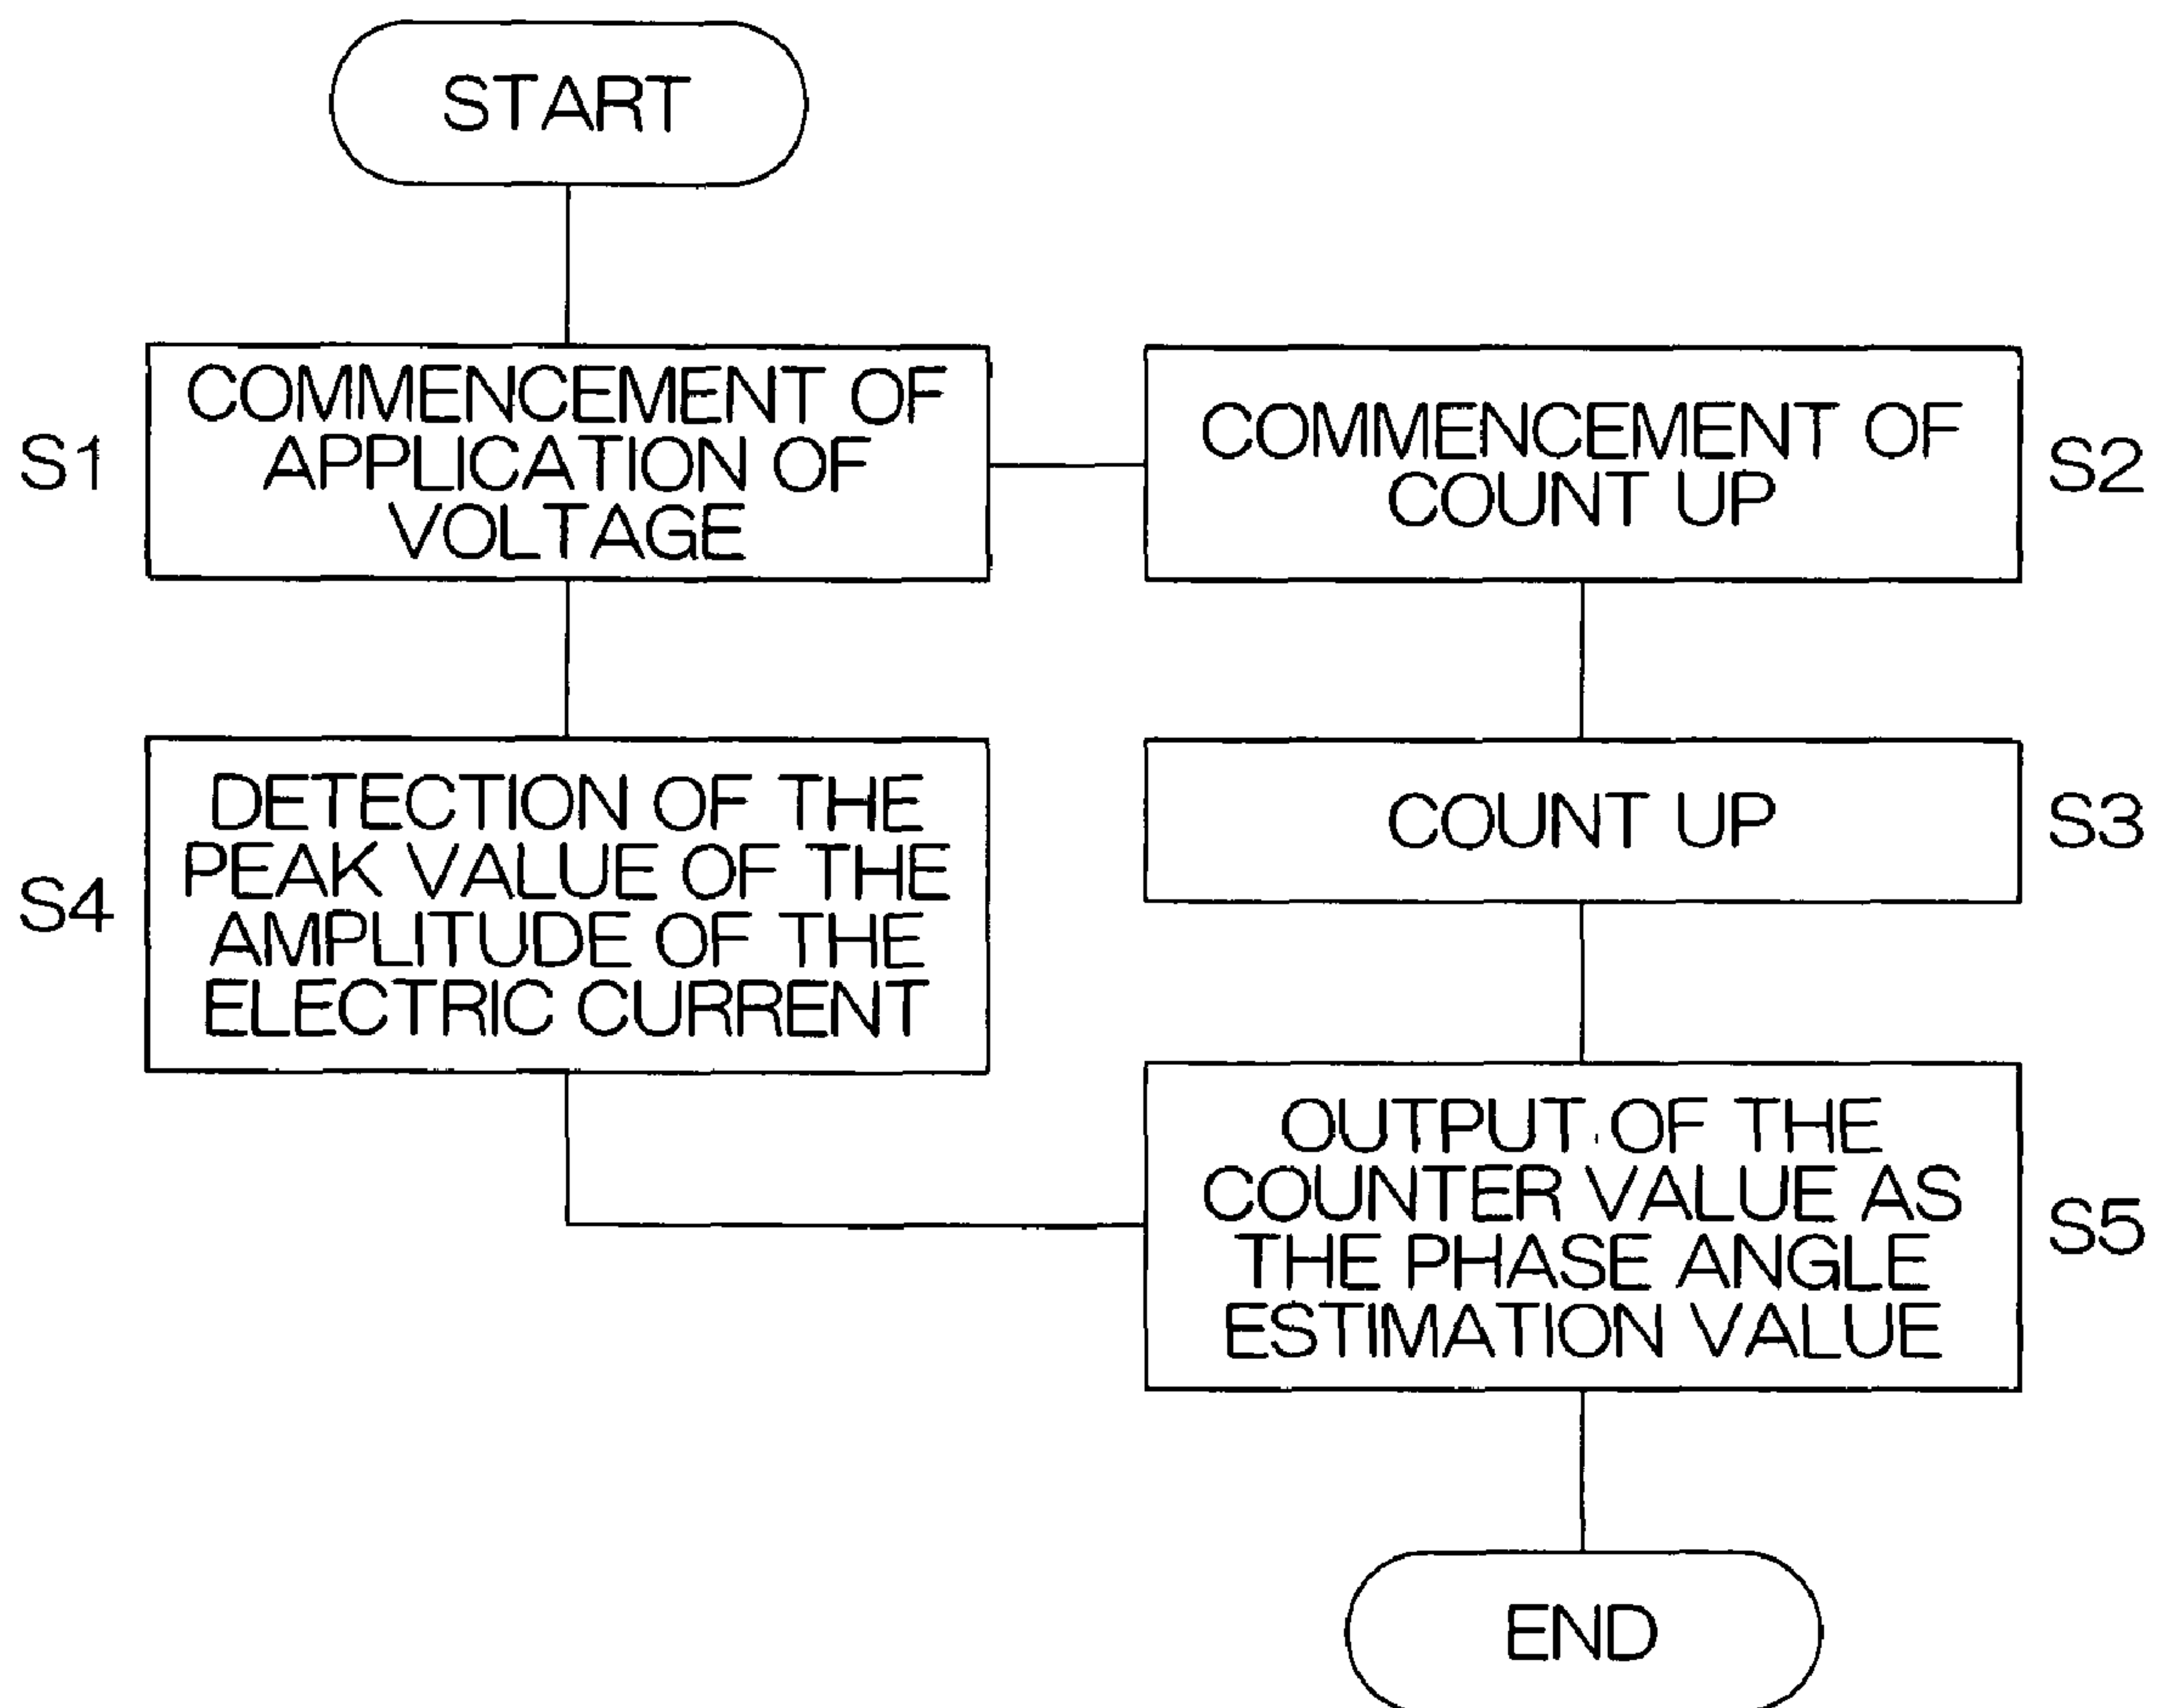 START
S1
COMMENCEMENT OF
APPLICATION OF
VOLTAGE
COMMENCEMENT OF
COUNT UP
S2
S4
DETECTION OF THE
PEAK VALUE OF THE
AMPLITUDE OF THE
ELECTRIC CURRENT
COUNT UP
S3
OUTPUT OF THE
COUNTER VALUE AS
THE PHASE ANGLE
ESTIMATION VALUE
S5
END